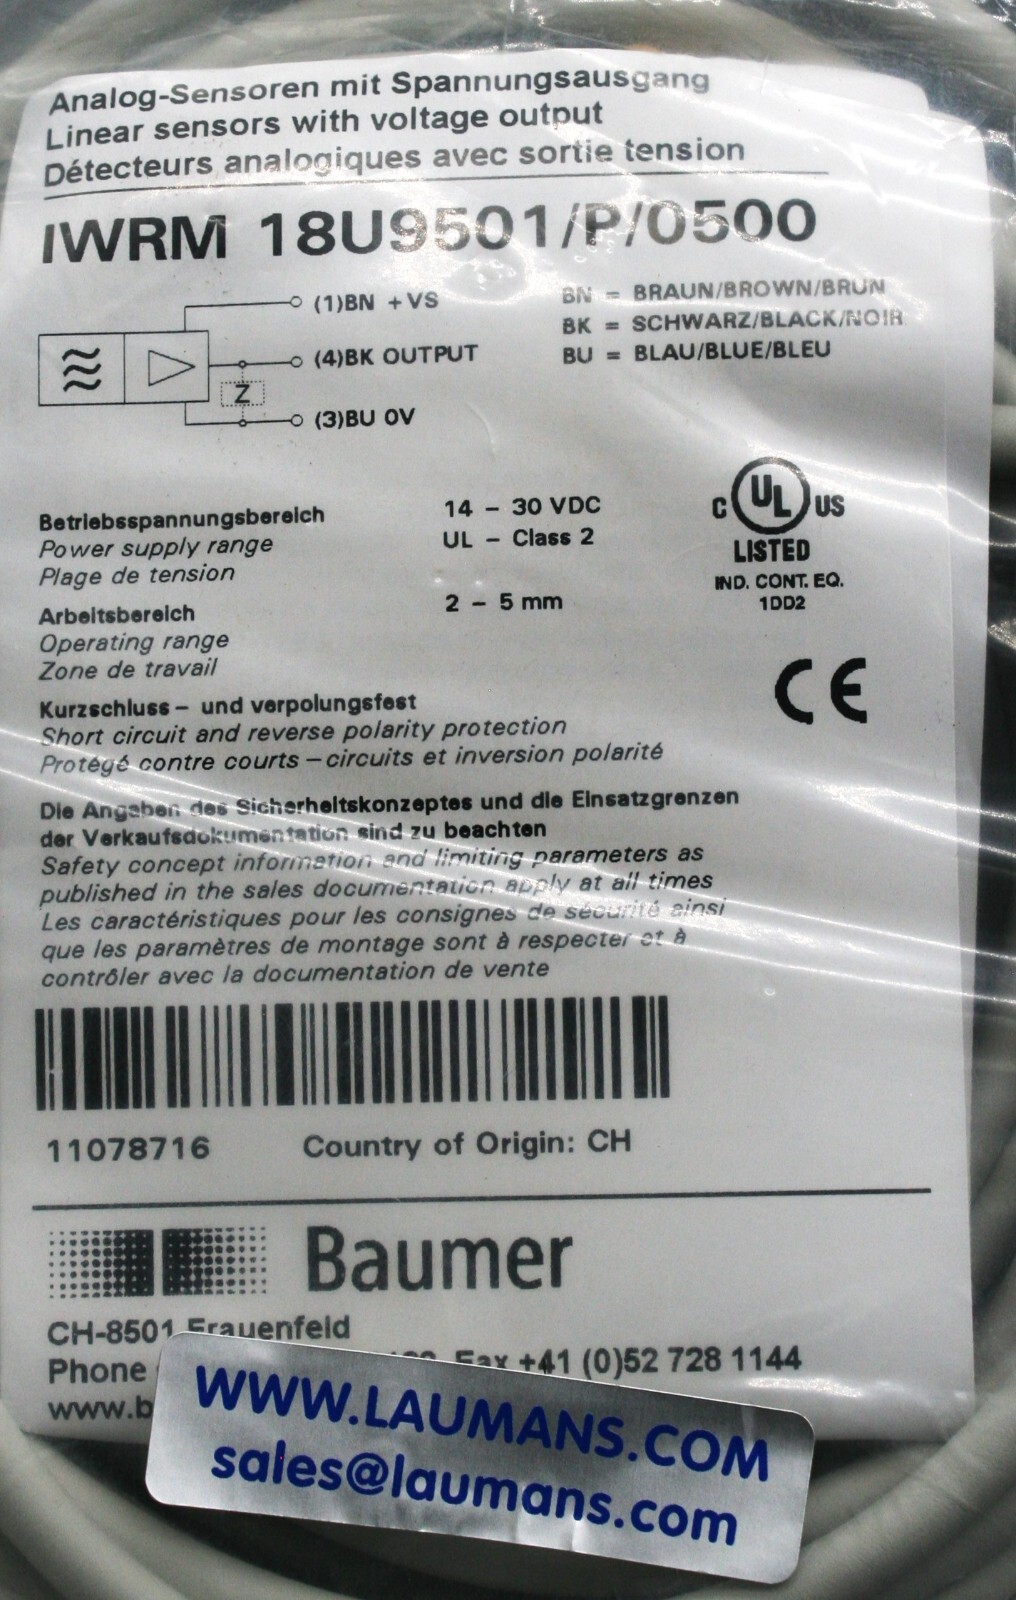 Analog-Sensoren mit Spannungsausgang
Linear sensors with voltage output
Détecteurs analogiques avec sortie tension
IWRM 18U9501/P/0500
(1)BN +VS
(4)BK OUTPUT
Z
(3)BU 0V
BN = BRAUN/BROWN/BRUN
BK = SCHWARZ/BLACK/NOIR
BU = BLAU/BLUE/BLEU
Betriebsspannungsbereich 14 – 30 VDC
Power supply range UL – Class 2
Plage de tension
Arbeitsbereich 2 – 5 mm
Operating range
Zone de travail
C UL US
LISTED
IND. CONT. EQ.
1DD2
CE
Kurzschluss – und verpolungsfest
Short circuit and reverse polarity protection
Protégé contre courts – circuits et inversion polarité
Die Angaben des Sicherheitskonzeptes und die Einsatzgrenzen
der Verkaufsdokumentation sind zu beachten
Safety concept information and limiting parameters as
published in the sales documentation apply at all times
Les caractéristiques pour les consignes de sécurité ainsi
que les paramètres de montage sont à respecter et à
contrôler avec la documentation de vente
11078716 Country of Origin: CH
Baumer
CH-8501 Frauenfeld
Phone Fax +41 (0)52 728 1144
www.b
WWW.LAUMANS.COM
sales@laumans.com